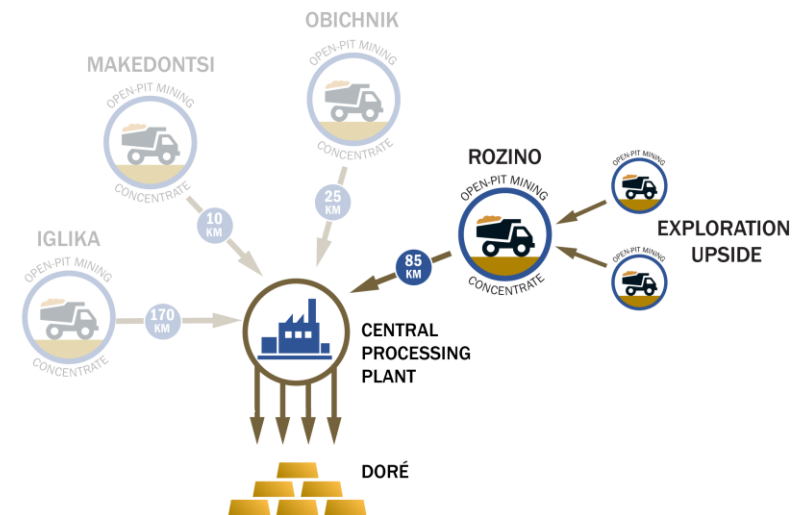 OBICHNIK
OPEN-PIT MINING
CONCENTRATE
25
KM
MAKEDONTSI
OPEN-PIT MINING
CONCENTRATE
10
KM
IGLIKA
OPEN-PIT MINING
CONCENTRATE
170
KM
ROZINO
OPEN-PIT MINING
CONCENTRATE
85
KM
OPEN-PIT MINING
OPEN-PIT MINING
EXPLORATION
UPSIDE
CENTRAL
PROCESSING
PLANT
DORÉ